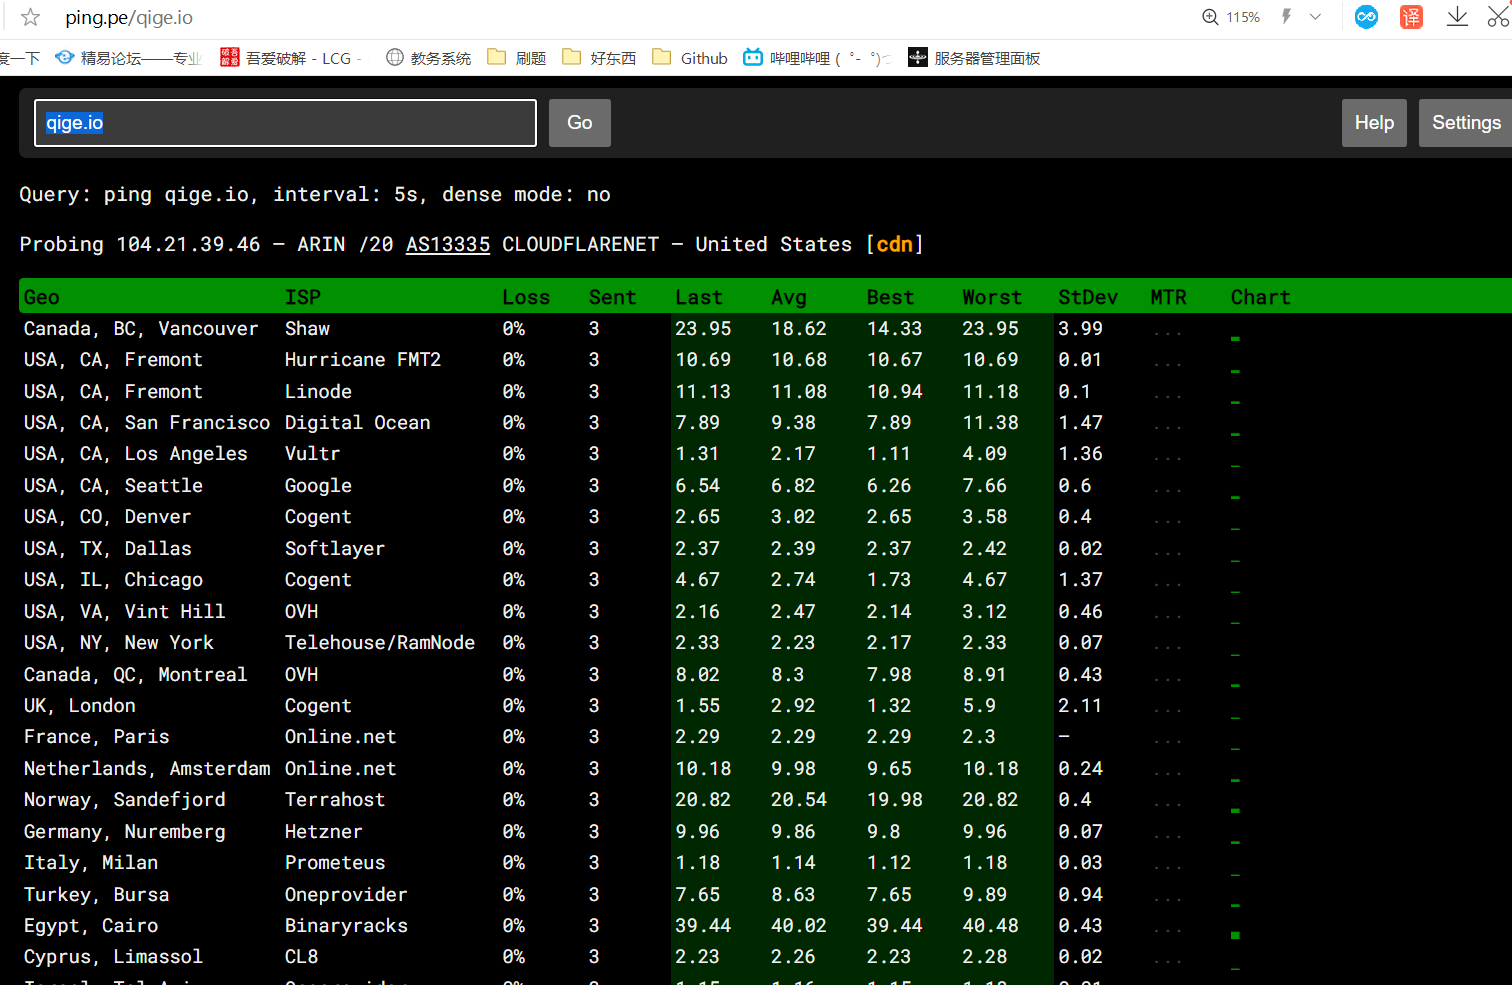 ping.pe/qige.io 115% 译
度一下 精易论坛——专业 吾爱破解 - LCG - 教务系统 刷题 好东西 Github 哔哩哔哩 ( ゜- ゜)つ 服务器管理面板
qige.io Go Help Settings
Query: ping qige.io, interval: 5s, dense mode: no
Probing 104.21.39.46 — ARIN /20 AS13335 CLOUDFLARENET — United States [cdn]
Geo ISP Loss Sent Last Avg Best Worst StDev MTR Chart
Canada, BC, Vancouver Shaw 0% 3 23.95 18.62 14.33 23.95 3.99 ...
USA, CA, Fremont Hurricane FMT2 0% 3 10.69 10.68 10.67 10.69 0.01 ...
USA, CA, Fremont Linode 0% 3 11.13 11.08 10.94 11.18 0.1 ...
USA, CA, San Francisco Digital Ocean 0% 3 7.89 9.38 7.89 11.38 1.47 ...
USA, CA, Los Angeles Vultr 0% 3 1.31 2.17 1.11 4.09 1.36 ...
USA, CA, Seattle Google 0% 3 6.54 6.82 6.26 7.66 0.6 ...
USA, CO, Denver Cogent 0% 3 2.65 3.02 2.65 3.58 0.4 ...
USA, TX, Dallas Softlayer 0% 3 2.37 2.39 2.37 2.42 0.02 ...
USA, IL, Chicago Cogent 0% 3 4.67 2.74 1.73 4.67 1.37 ...
USA, VA, Vint Hill OVH 0% 3 2.16 2.47 2.14 3.12 0.46 ...
USA, NY, New York Telehouse/RamNode 0% 3 2.33 2.23 2.17 2.33 0.07 ...
Canada, QC, Montreal OVH 0% 3 8.02 8.3 7.98 8.91 0.43 ...
UK, London Cogent 0% 3 1.55 2.92 1.32 5.9 2.11 ...
France, Paris Online.net 0% 3 2.29 2.29 2.29 2.3 — ...
Netherlands, Amsterdam Online.net 0% 3 10.18 9.98 9.65 10.18 0.24 ...
Norway, Sandefjord Terrahost 0% 3 20.82 20.54 19.98 20.82 0.4 ...
Germany, Nuremberg Hetzner 0% 3 9.96 9.86 9.8 9.96 0.07 ...
Italy, Milan Prometeus 0% 3 1.18 1.14 1.12 1.18 0.03 ...
Turkey, Bursa Oneprovider 0% 3 7.65 8.63 7.65 9.89 0.94 ...
Egypt, Cairo Binaryracks 0% 3 39.44 40.02 39.44 40.48 0.43 ...
Cyprus, Limassol CL8 0% 3 2.23 2.26 2.23 2.28 0.02 ...